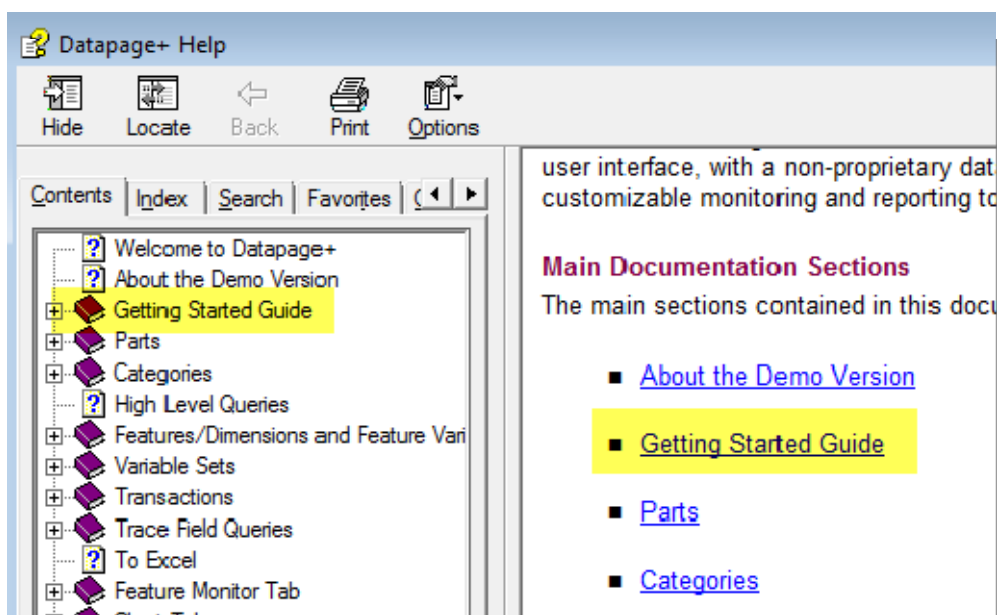 Datapage+ Help
Hide Locate Back Print Options
Contents Index Search Favorites
Welcome to Datapage+
About the Demo Version
Getting Started Guide
Parts
Categories
High Level Queries
Features/Dimensions and Feature Vari
Variable Sets
Transactions
Trace Field Queries
To Excel
Feature Monitor Tab
user interface, with a non-proprietary dat
customizable monitoring and reporting to
Main Documentation Sections
The main sections contained in this docu
About the Demo Version
Getting Started Guide
Parts
Categories